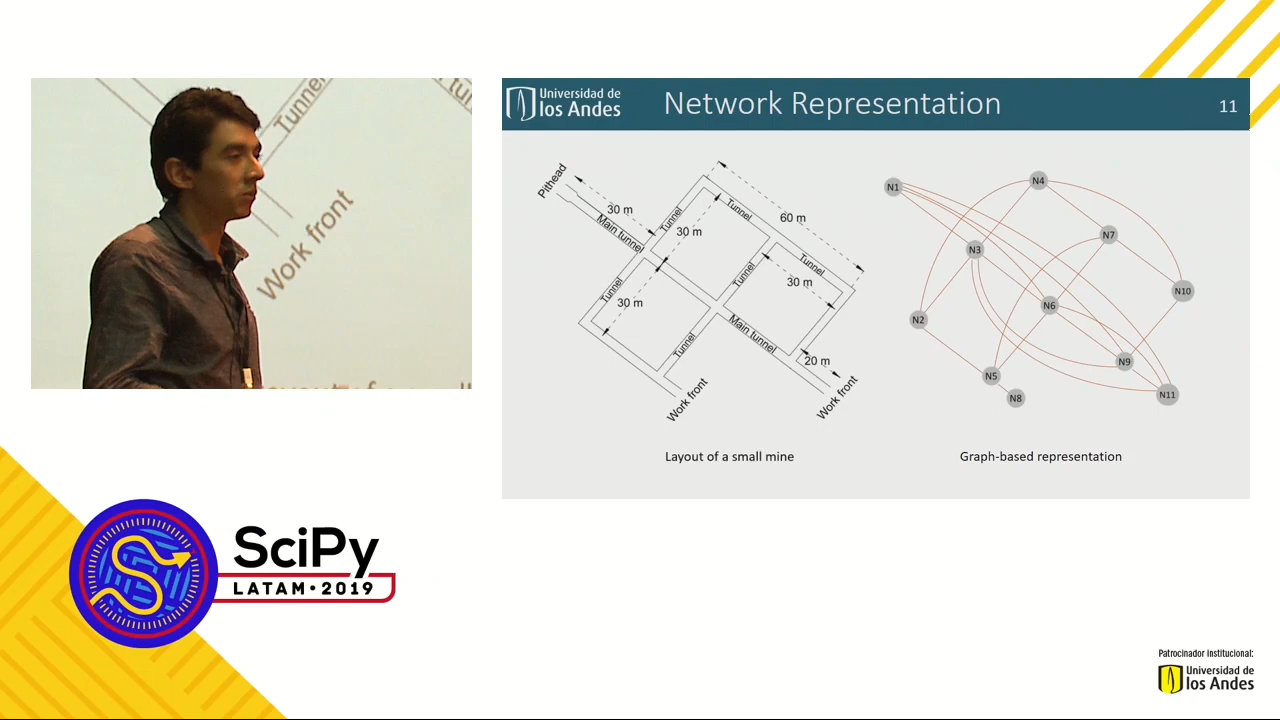 Tunnel
Work front
Universidad de
los Andes
Network Representation
11
Pithead
30 m
Main tunnel
Tunnel
30 m
Tunnel
60 m
Tunnel
30 m
Tunnel
Tunnel
30 m
Tunnel
Main tunnel
20 m
Work front
Work front
Layout of a small mine
N1
N4
N7
N3
N10
N6
N2
N9
N5
N8
N11
Graph-based representation
SciPy
LATAM•2019
Patrocinador institucional:
Universidad de
los Andes